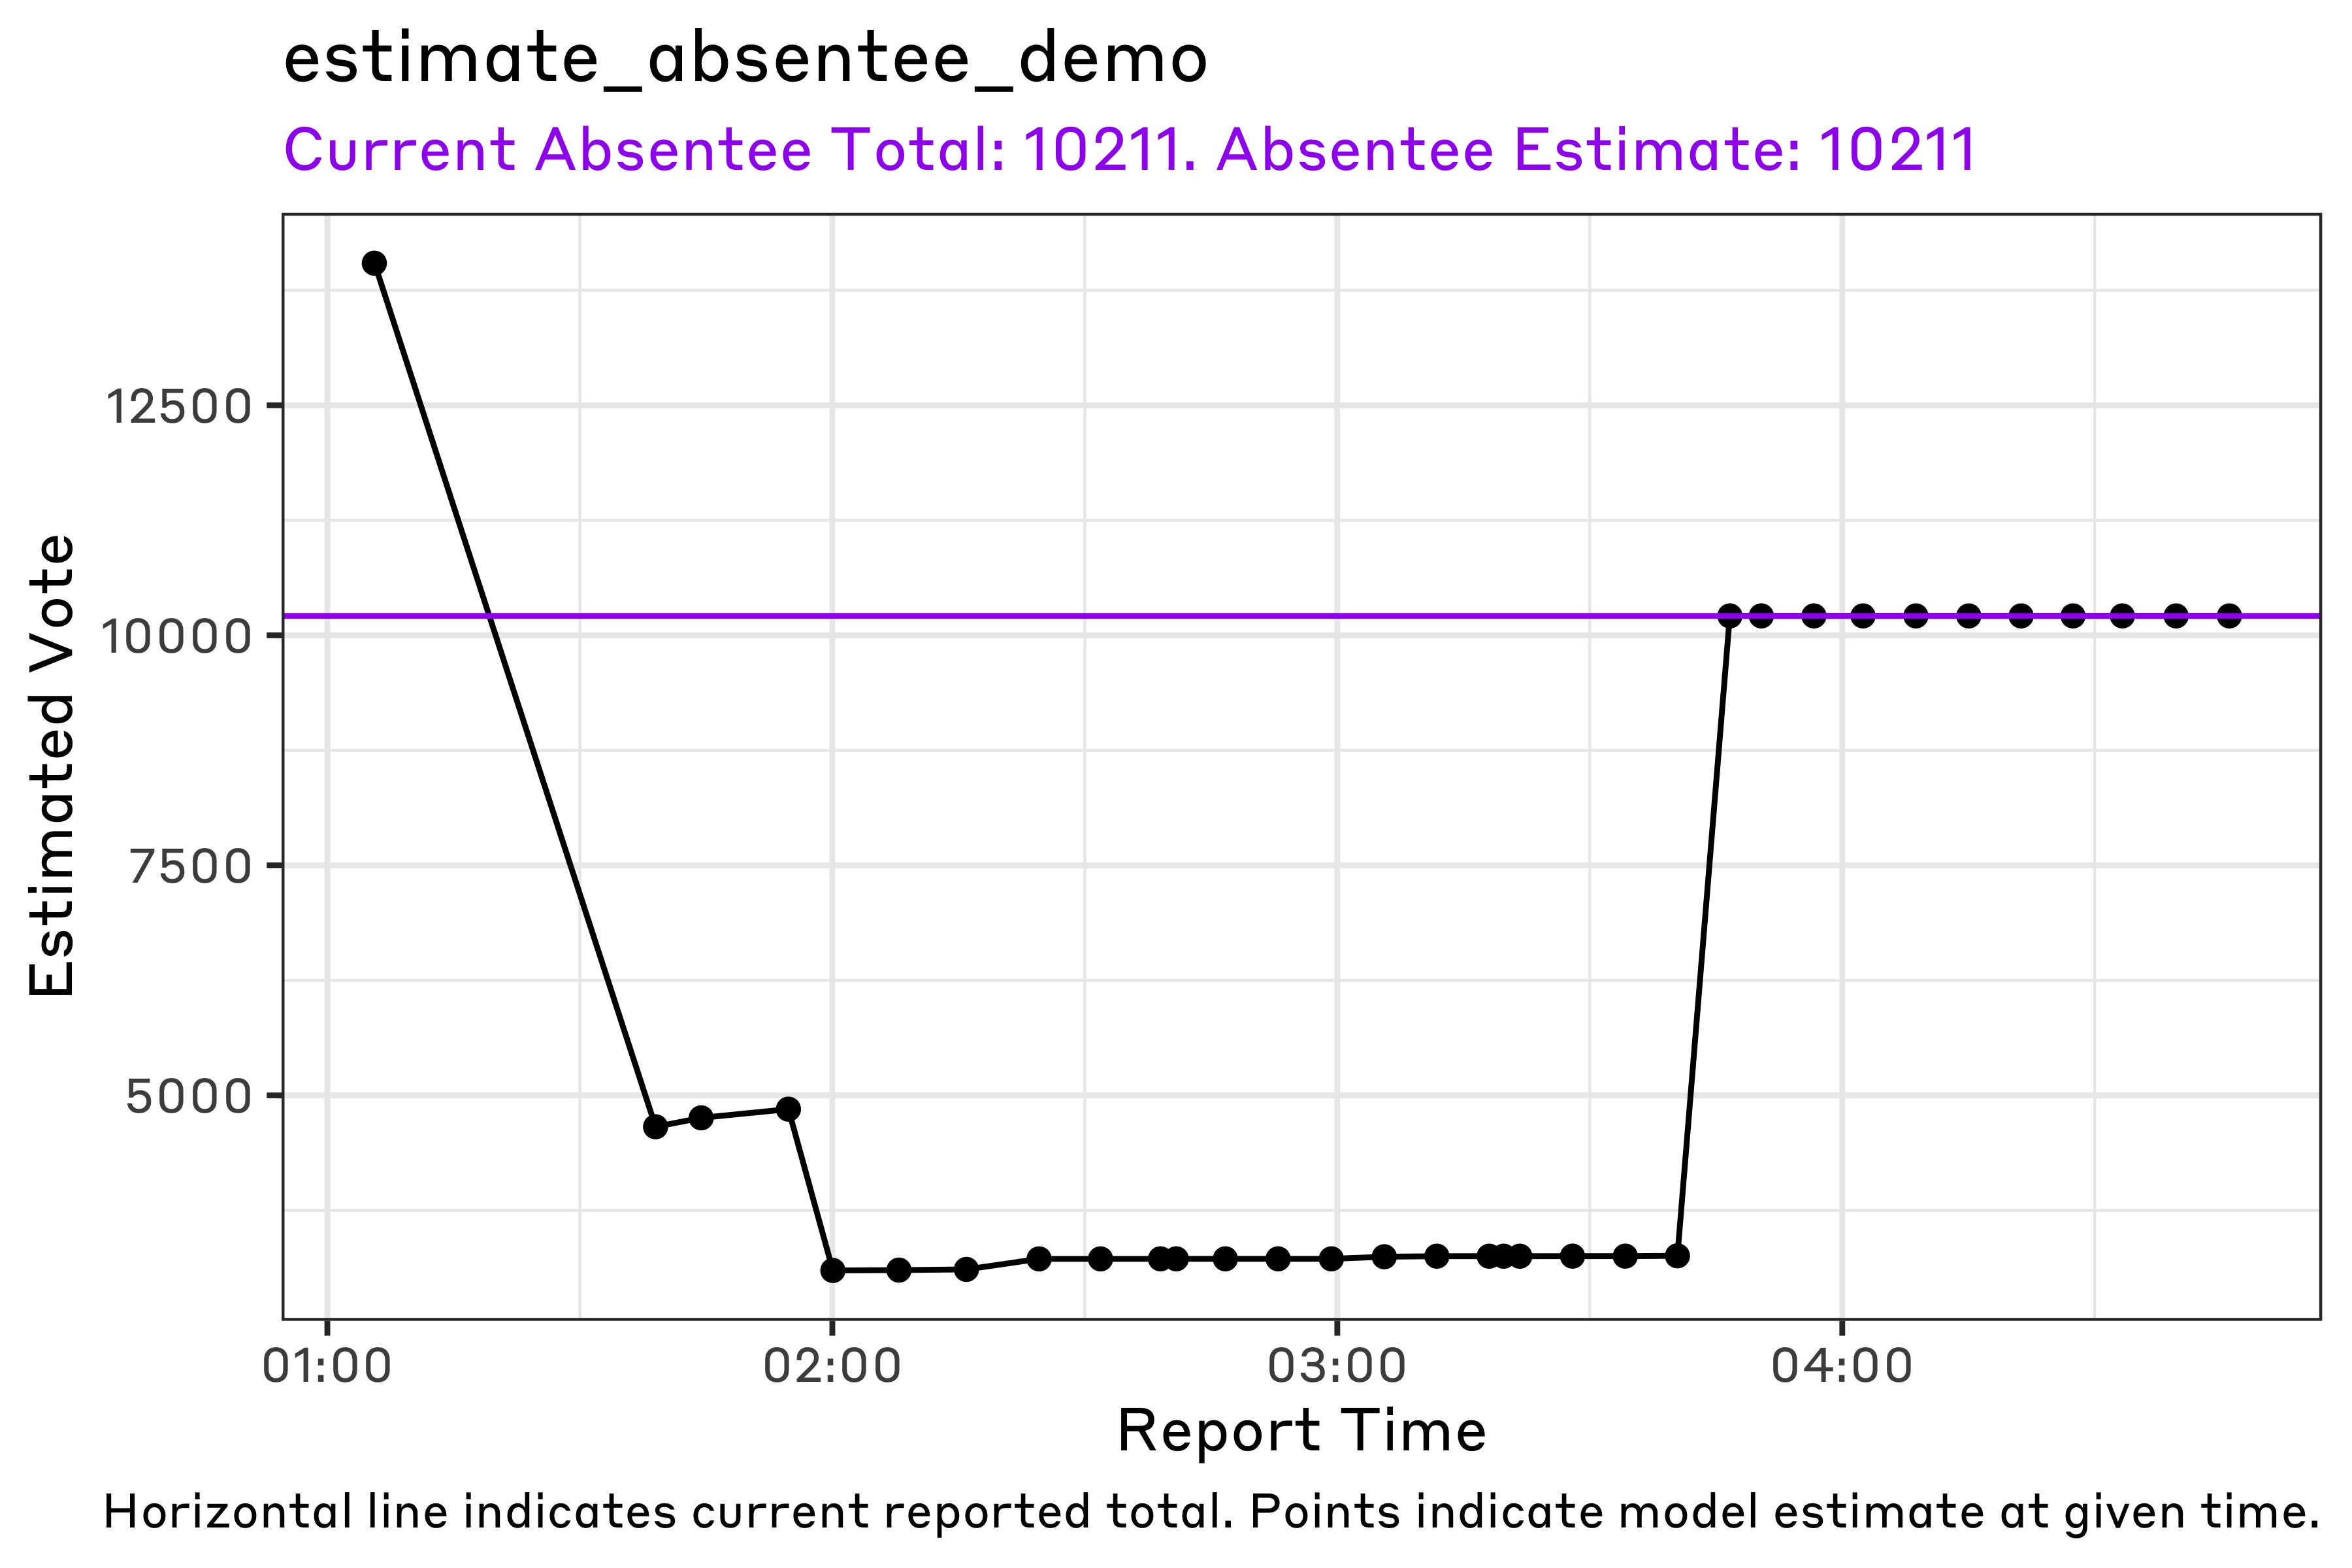 estimate_absentee_demo
Current Absentee Total: 10211. Absentee Estimate: 10211
Estimated Vote
12500
10000
7500
5000
01:00 02:00 03:00 04:00
Report Time
Horizontal line indicates current reported total. Points indicate model estimate at given time.